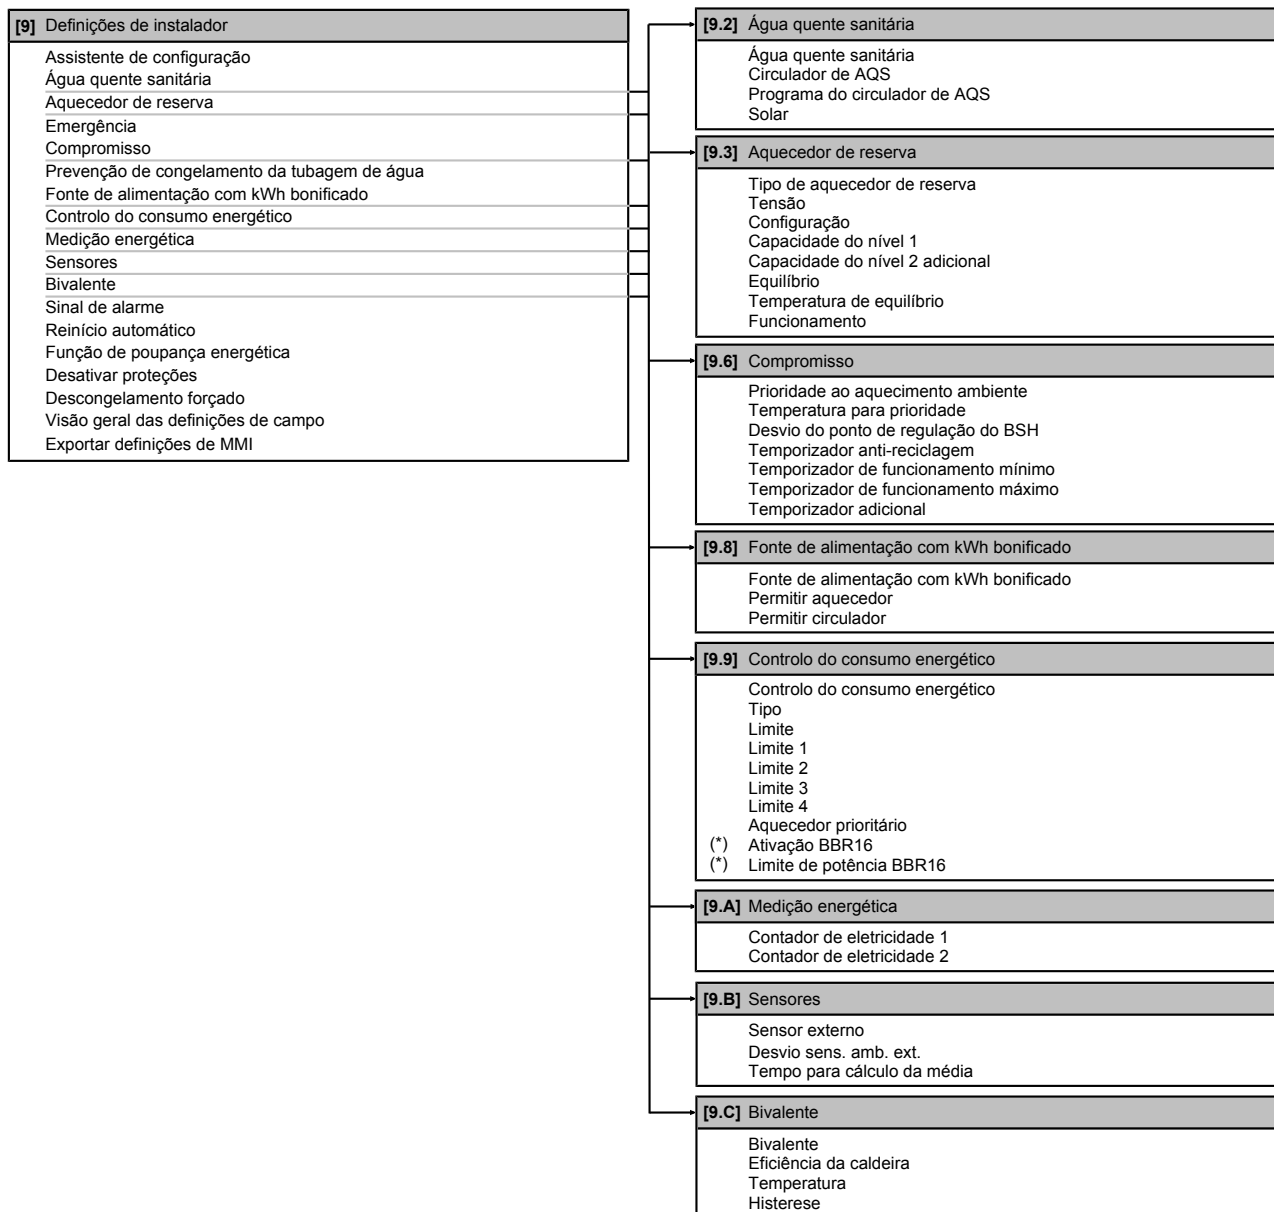 [9] Definições de instalador
Assistente de configuração
Água quente sanitária
Aquecedor de reserva
Emergência
Compromisso
Prevenção de congelamento da tubagem de água
Fonte de alimentação com kWh bonificado
Controlo do consumo energético
Medição energética
Sensores
Bivalente
Sinal de alarme
Reinício automático
Função de poupança energética
Desativar proteções
Descongelamento forçado
Visão geral das definições de campo
Exportar definições de MMI
[9.2] Água quente sanitária
Água quente sanitária
Circulador de AQS
Programa do circulador de AQS
Solar
[9.3] Aquecedor de reserva
Tipo de aquecedor de reserva
Tensão
Configuração
Capacidade do nível 1
Capacidade do nível 2 adicional
Equilíbrio
Temperatura de equilíbrio
Funcionamento
[9.6] Compromisso
Prioridade ao aquecimento ambiente
Temperatura para prioridade
Desvio do ponto de regulação do BSH
Temporizador anti-reciclagem
Temporizador de funcionamento mínimo
Temporizador de funcionamento máximo
Temporizador adicional
[9.8] Fonte de alimentação com kWh bonificado
Fonte de alimentação com kWh bonificado
Permitir aquecedor
Permitir circulador
[9.9] Controlo do consumo energético
Controlo do consumo energético
Tipo
Limite
Limite 1
Limite 2
Limite 3
Limite 4
Aquecedor prioritário
(*) Ativação BBR16
(*) Limite de potência BBR16
[9.A] Medição energética
Contador de eletricidade 1
Contador de eletricidade 2
[9.B] Sensores
Sensor externo
Desvio sens. amb. ext.
Tempo para cálculo da média
[9.C] Bivalente
Bivalente
Eficiência da caldeira
Temperatura
Histerese